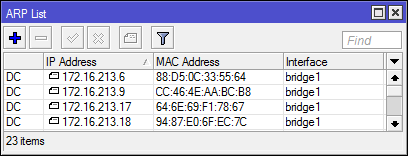 ARP List
Find
IP Address MAC Address Interface
DC 172.16.213.6 88:D5:0C:33:55:64 bridge1
DC 172.16.213.9 CC:46:4E:AA:BC:B8 bridge1
DC 172.16.213.17 64:6E:69:F1:78:67 bridge1
DC 172.16.213.18 94:87:E0:6F:EC:7C bridge1
23 items